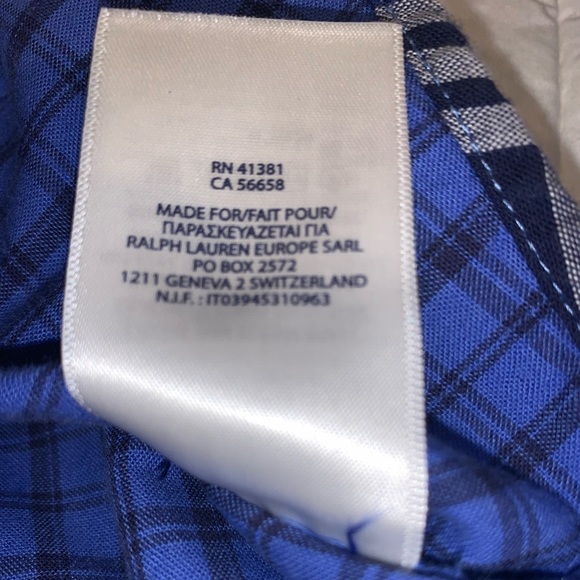 RN 41381
CA 56658
MADE FOR/FAIT POUR/
ΠΑΡΑΣΚΕΥΑΖΕΤΑΙ ΓΙΑ
RALPH LAUREN EUROPE SARL
PO BOX 2572
1211 GENEVA 2 SWITZERLAND
N.I.F. : IT03945310963